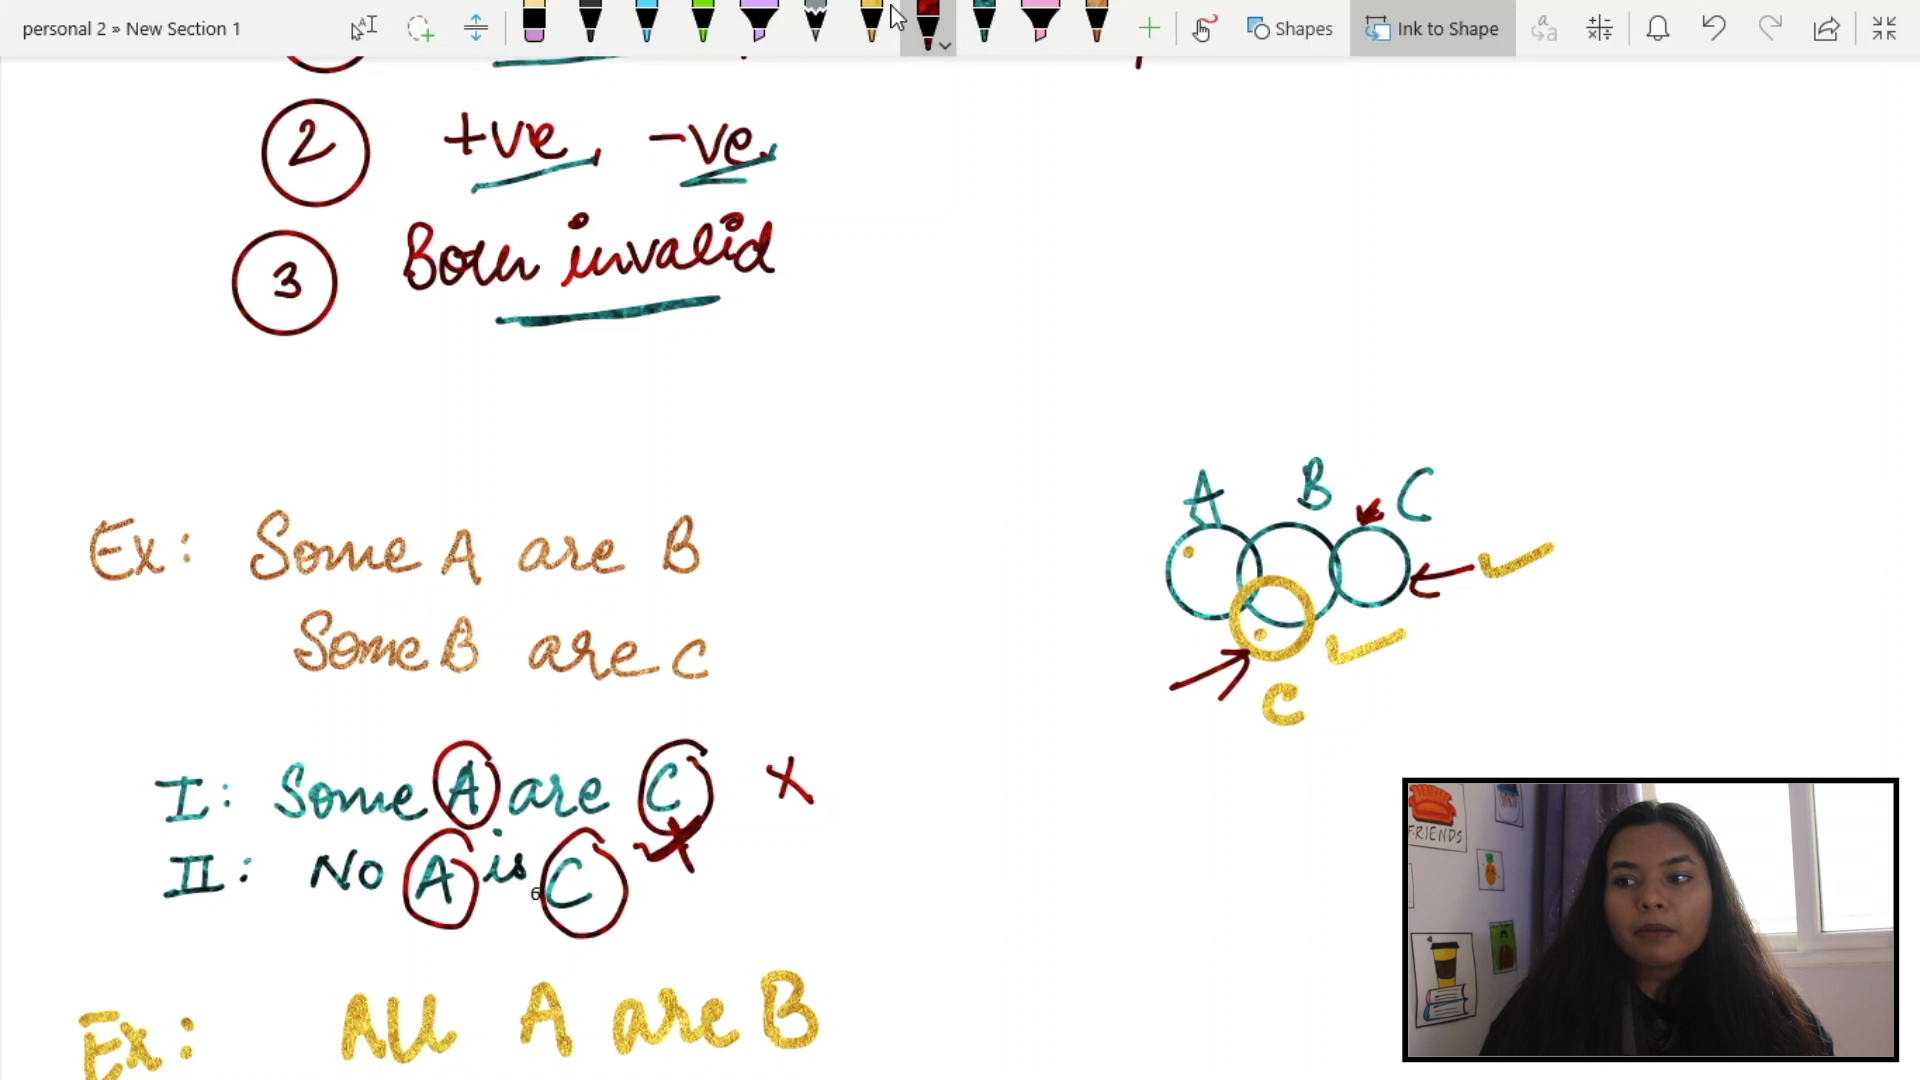 personal 2 » New Section 1
Shapes
Ink to Shape
2 +ve, -ve.
3 Both invalid
Ex: Some A are B
Some B are C
I: Some A are C
II: No A is C
6
Ex: All A are B
A B C
C
FRIENDS